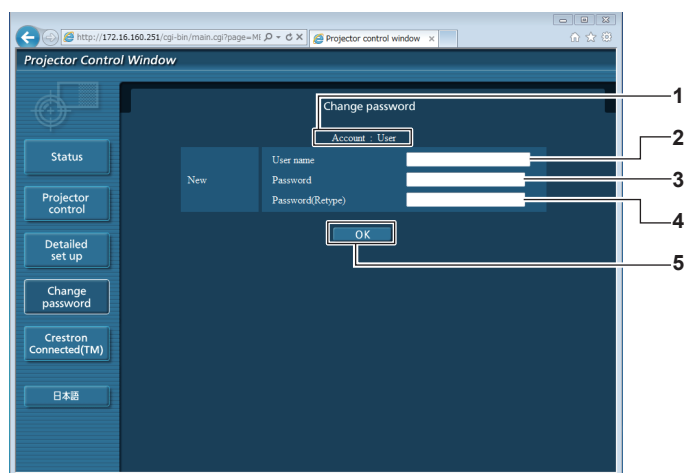 http://172.16.160.251/cgi-bin/main.cgi?page=ME
Projector control window
Projector Control Window
Change password
1
Account : User
2
Status
User name
New
Password
3
Password(Retype)
Projector
control
4
OK
Detailed
set up
5
Change
password
Crestron
Connected(TM)
日本語